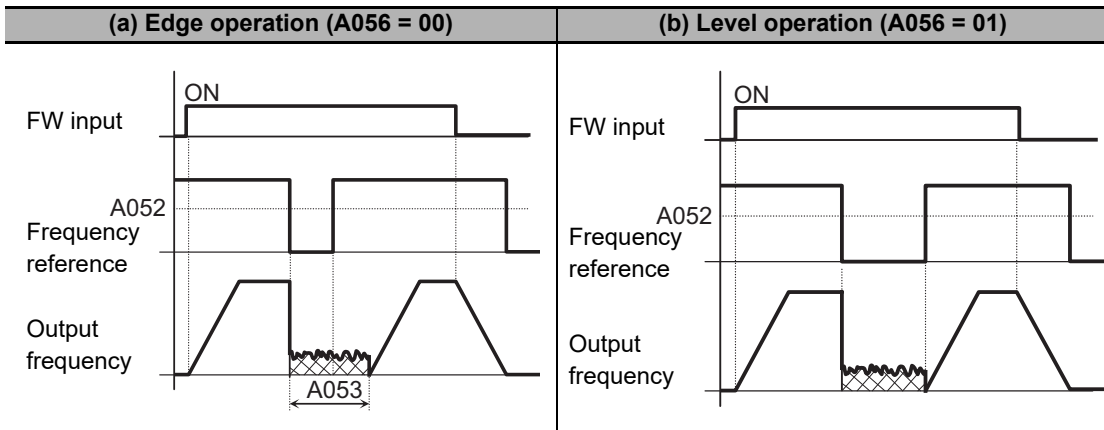 (a) Edge operation (A056 = 00)
ON
FW input
A052
Frequency
reference
Output
frequency
A053
(b) Level operation (A056 = 01)
ON
FW input
A052
Frequency
reference
Output
frequency